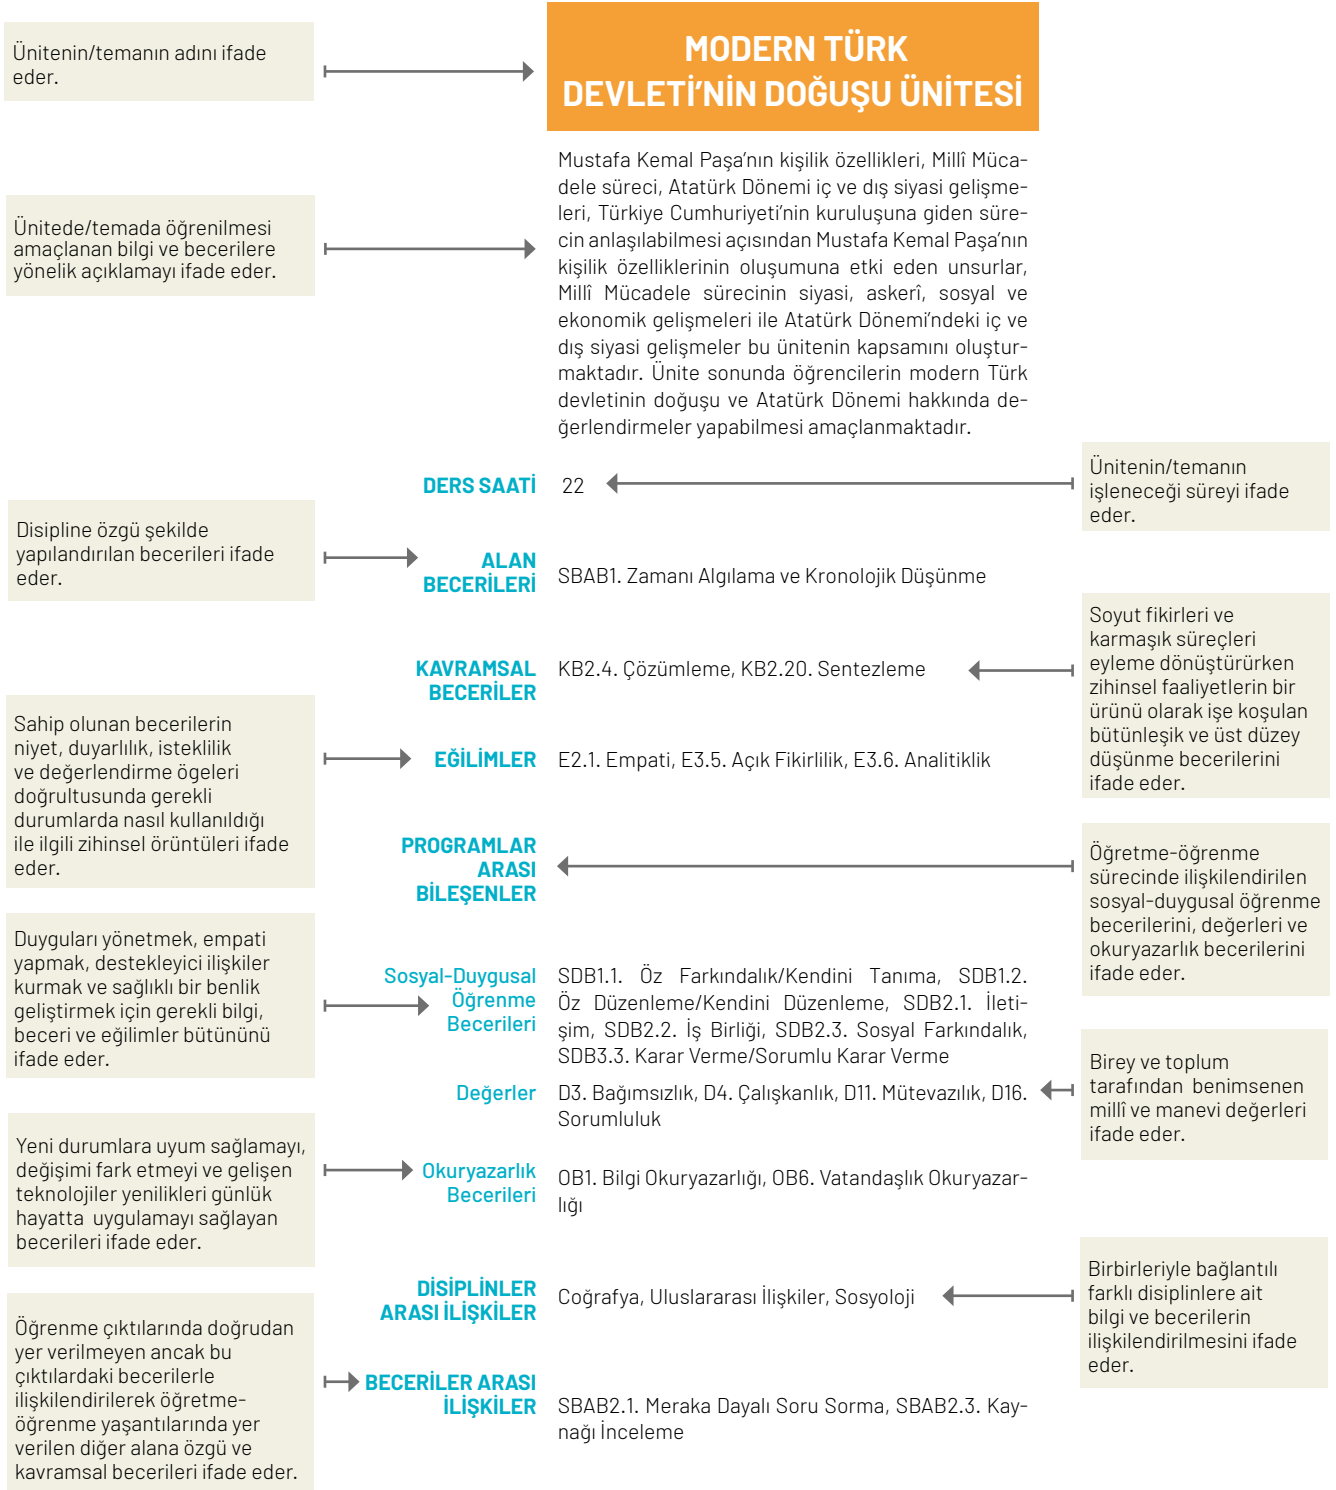 Ünitenin/temanın adını ifade
eder.
MODERN TÜRK
DEVLETİ’NİN DOĞUŞU ÜNİTESİ
Ünitede/temada öğrenilmesi
amaçlanan bilgi ve becerilere
yönelik açıklamayı ifade eder.
Mustafa Kemal Paşa’nın kişilik özellikleri, Millî Müca-
dele süreci, Atatürk Dönemi iç ve dış siyasi gelişme-
leri, Türkiye Cumhuriyeti’nin kuruluşuna giden süre-
cin anlaşılabilmesi açısından Mustafa Kemal Paşa’nın
kişilik özelliklerinin oluşumuna etki eden unsurlar,
Millî Mücadele sürecinin siyasi, askerî, sosyal ve
ekonomik gelişmeleri ile Atatürk Dönemi’ndeki iç ve
dış siyasi gelişmeler bu ünitenin kapsamını oluştur-
maktadır. Ünite sonunda öğrencilerin modern Türk
devletinin doğuşu ve Atatürk Dönemi hakkında de-
ğerlendirmeler yapabilmesi amaçlanmaktadır.
DERS SAATİ
22
Ünitenin/temanın
işleneceği süreyi ifade
eder.
Disipline özgü şekilde
yapılandırılan becerileri ifade
eder.
ALAN
BECERİLERİ
SBAB1. Zamanı Algılama ve Kronolojik Düşünme
KAVRAMSAL
BECERİLER
KB2.4. Çözümleme, KB2.20. Sentezleme
Soyut fikirleri ve
karmaşık süreçleri
eyleme dönüştürürken
zihinsel faaliyetlerin bir
ürünü olarak işe koşulan
bütünleşik ve üst düzey
düşünme becerilerini
ifade eder.
Sahip olunan becerilerin
niyet, duyarlılık, isteklilik
ve değerlendirme ögeleri
doğrultusunda gerekli
durumlarda nasıl kullanıldığı
ile ilgili zihinsel örüntüleri ifade
eder.
EĞİLİMLER
E2.1. Empati, E3.5. Açık Fikirlilik, E3.6. Analitiklik
PROGRAMLAR
ARASI
BİLEŞENLER
Öğretme-öğrenme
sürecinde ilişkilendirilen
sosyal-duygusal öğrenme
becerilerini, değerleri ve
okuryazarlık becerilerini
ifade eder.
Duyguları yönetmek, empati
yapmak, destekleyici ilişkiler
kurmak ve sağlıklı bir benlik
geliştirmek için gerekli bilgi,
beceri ve eğilimler bütününü
ifade eder.
Sosyal-Duygusal
Öğrenme
Becerileri
SDB1.1. Öz Farkındalık/Kendini Tanıma, SDB1.2.
Öz Düzenleme/Kendini Düzenleme, SDB2.1. İleti-
şim, SDB2.2. İş Birliği, SDB2.3. Sosyal Farkındalık,
SDB3.3. Karar Verme/Sorumlu Karar Verme
Değerler
D3. Bağımsızlık, D4. Çalışkanlık, D11. Mütevazılık, D16.
Sorumluluk
Birey ve toplum
tarafından benimsenen
millî ve manevi değerleri
ifade eder.
Yeni durumlara uyum sağlamayı,
değişimi fark etmeyi ve gelişen
teknolojiler yenilikleri günlük
hayatta uygulamayı sağlayan
becerileri ifade eder.
Okuryazarlık
Becerileri
OB1. Bilgi Okuryazarlığı, OB6. Vatandaşlık Okuryazar-
lığı
DİSİPLİNLER
ARASI İLİŞKİLER
Coğrafya, Uluslararası İlişkiler, Sosyoloji
Birbirleriyle bağlantılı
farklı disiplinlere ait
bilgi ve becerilerin
ilişkilendirilmesini ifade
eder.
Öğrenme çıktılarında doğrudan
yer verilmeyen ancak bu
çıktılardaki becerilerle
ilişkilendirilerek öğretme-
öğrenme yaşantılarında yer
verilen diğer alana özgü ve
kavramsal becerileri ifade eder.
BECERİLER ARASI
İLİŞKİLER
SBAB2.1. Meraka Dayalı Soru Sorma, SBAB2.3. Kay-
nağı İnceleme